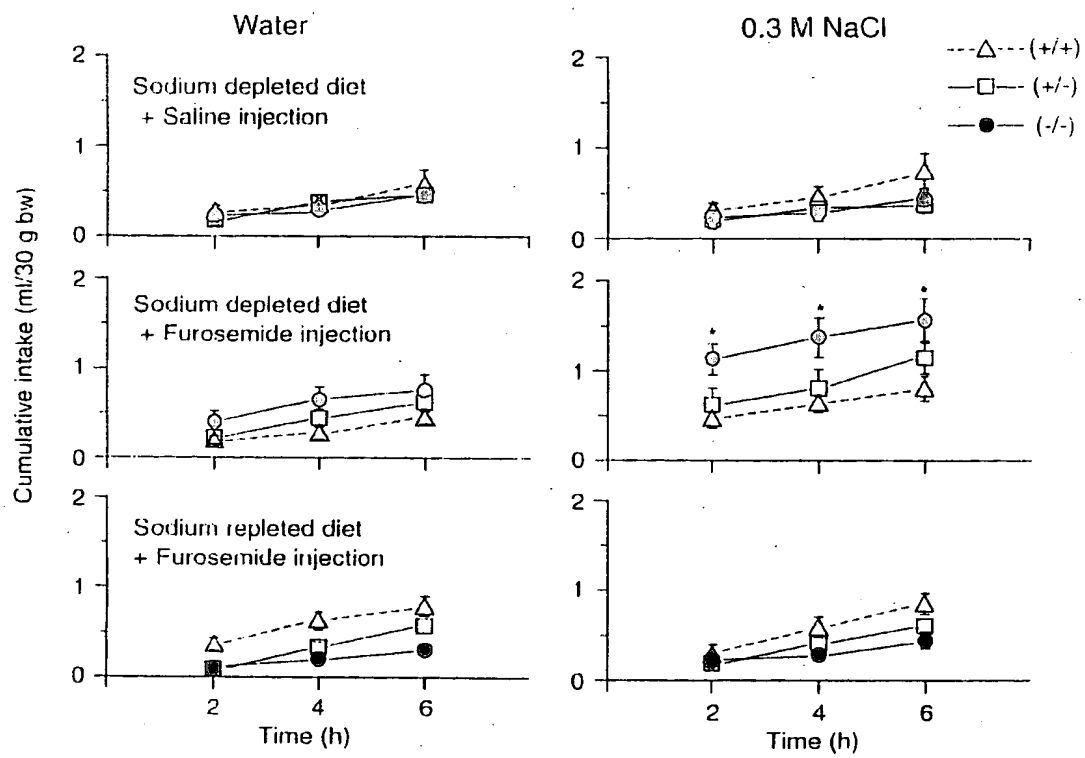 Water
0.3 M NaCl
(+/+)
(+/-)
(-/-)
Cumulative intake (ml/30 g bw)
Sodium depleted diet
+ Saline injection
2
1
0
2
1
0
Sodium depleted diet
+ Furosemide injection
2
1
0
2
1
0
* * *
Sodium repleted diet
+ Furosemide injection
2
1
0
2
1
0
2 4 6
2 4 6
Time (h)
Time (h)